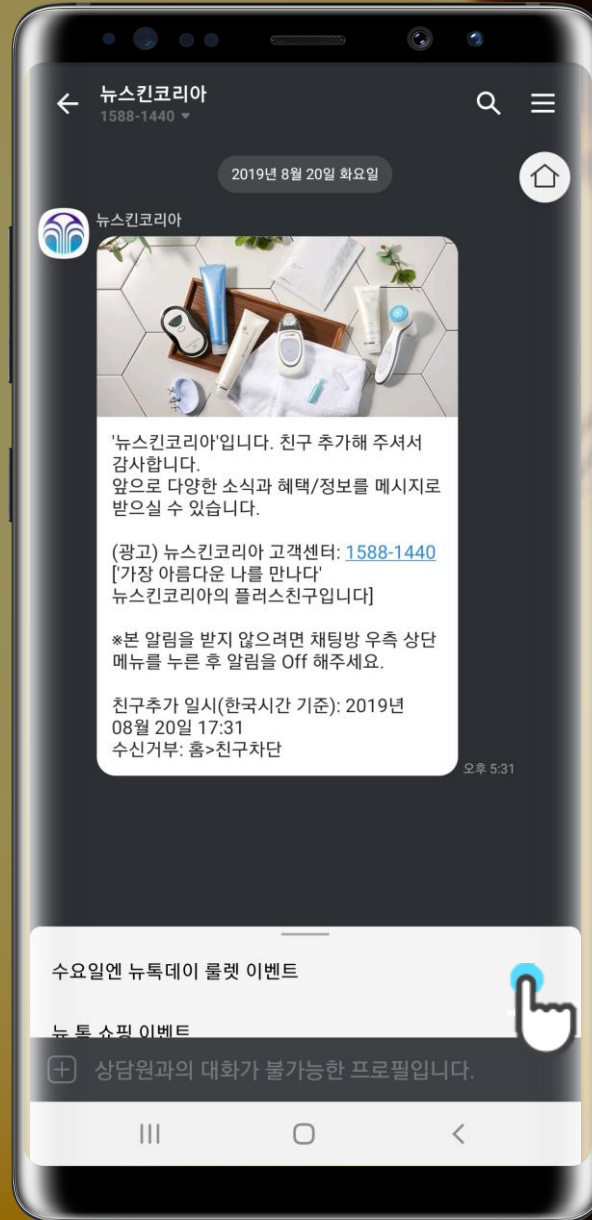 뉴스킨코리아
1588-1440
2019년 8월 20일 화요일
뉴스킨코리아
'뉴스킨코리아'입니다. 친구 추가해 주셔서
감사합니다.
앞으로 다양한 소식과 혜택/정보를 메시지로
받으실 수 있습니다.
(광고) 뉴스킨코리아 고객센터: 1588-1440
['가장 아름다운 나를 만나다'
뉴스킨코리아의 플러스친구입니다]
※본 알림을 받지 않으려면 채팅방 우측 상단
메뉴를 누른 후 알림을 Off 해주세요.
친구추가 일시(한국시간 기준): 2019년
08월 20일 17:31
수신거부: 홈>친구차단
오후 5:31
수요일엔 뉴톡데이 룰렛 이벤트
뉴 톡 쇼핑 이벤트
상담원과의 대화가 불가능한 프로필입니다.